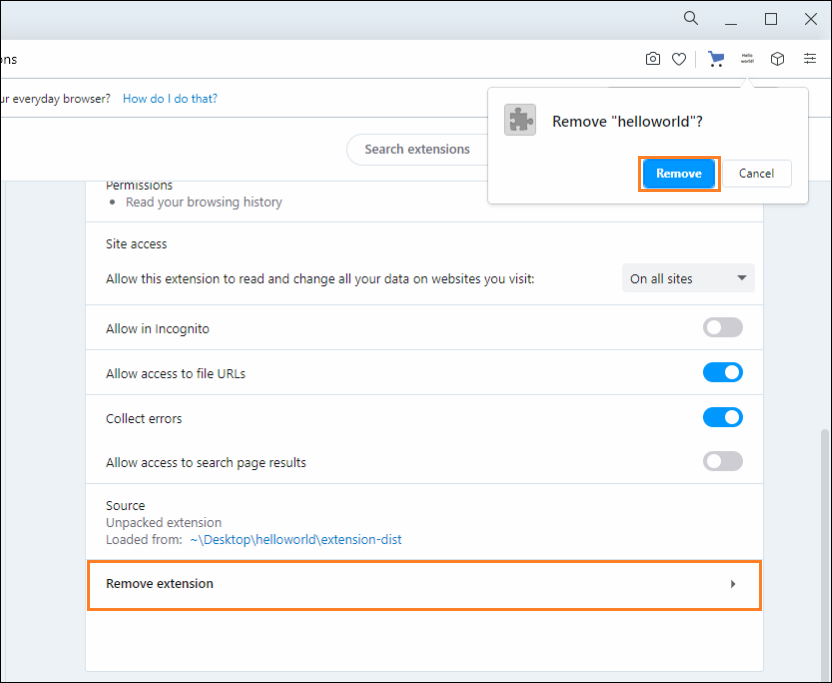 ons
Hello
world!
ur everyday browser? How do I do that?
Remove "helloworld"?
Search extensions
Remove Cancel
Permissions
Read your browsing history
Site access
Allow this extension to read and change all your data on websites you visit: On all sites
Allow in Incognito
Allow access to file URLs
Collect errors
Allow access to search page results
Source
Unpacked extension
Loaded from: ~\Desktop\helloworld\extension-dist
Remove extension